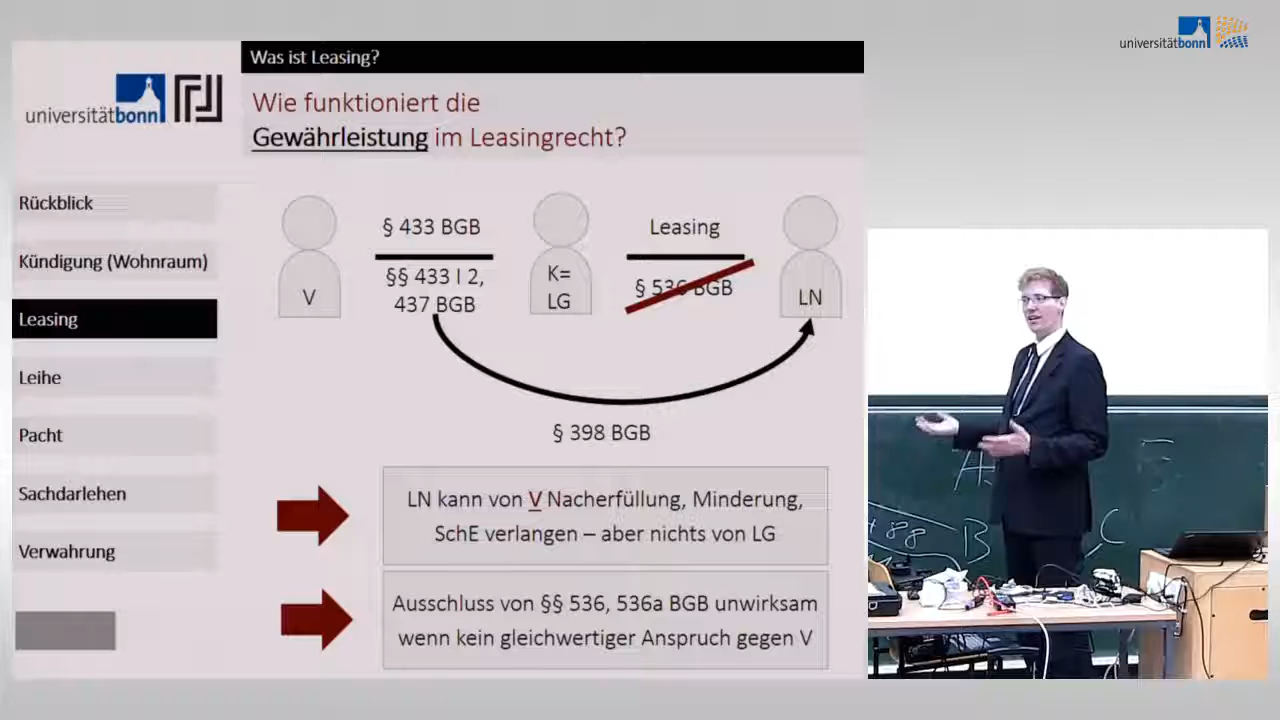 universitätbonn
Was ist Leasing?
universitätbonn
Wie funktioniert die
Gewährleistung im Leasingrecht?
Rückblick
Kündigung (Wohnraum)
Leasing
Leihe
Pacht
Sachdarlehen
Verwahrung
§ 433 BGB
§§ 433 I 2,
437 BGB
Leasing
§ 536 BGB
V
K=
LG
LN
§ 398 BGB
LN kann von V Nacherfüllung, Minderung,
SchE verlangen – aber nichts von LG
Ausschluss von §§ 536, 536a BGB unwirksam
wenn kein gleichwertiger Anspruch gegen V
A
488
B
C